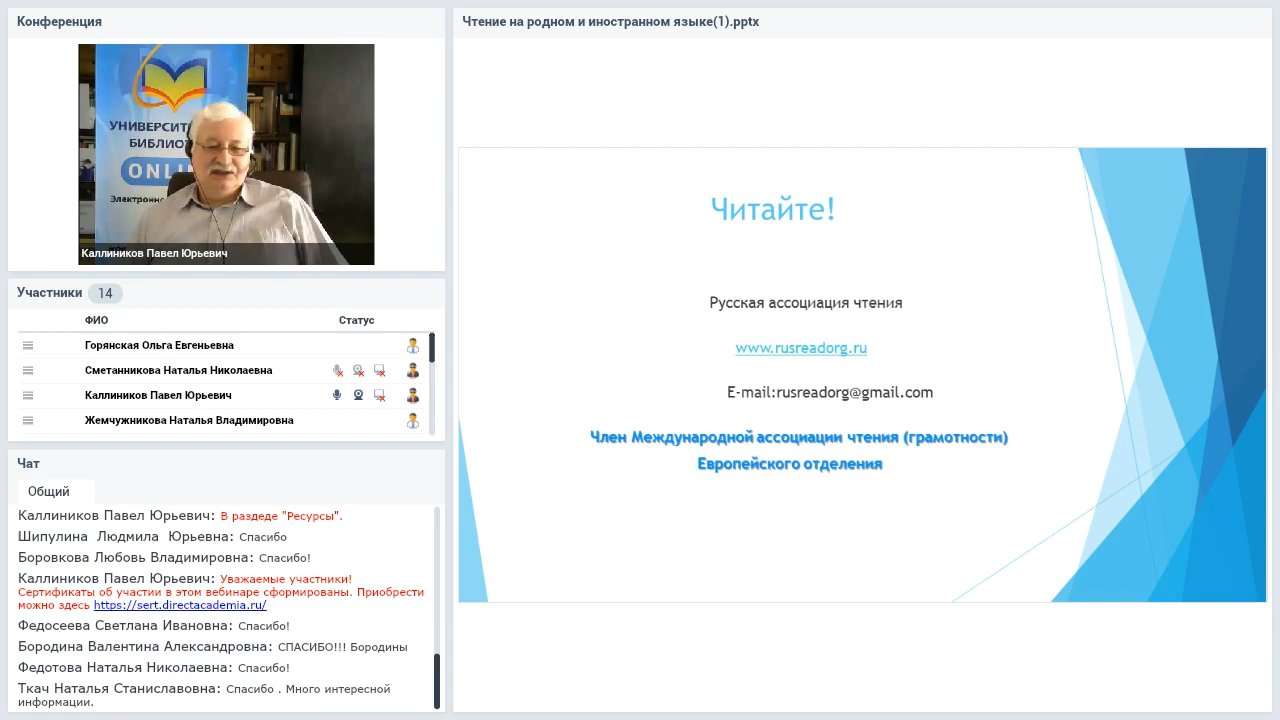 Конференция
УНИВЕРСИТ
БИБЛИО
ONLI
Каллиников Павел Юрьевич
Участники 14
ФИО Статус
Горянская Ольга Евгеньевна
Сметанникова Наталья Николаевна
Каллиников Павел Юрьевич
Жемчужникова Наталья Владимировна
Чат
Общий
Каллиников Павел Юрьевич: В раздеде "Ресурсы".
Шипулина Людмила Юрьевна: Спасибо
Боровкова Любовь Владимировна: Спасибо!
Каллиников Павел Юрьевич: Уважаемые участники!
Сертификаты об участии в этом вебинаре сформированы. Приобрести
можно здесь https://sert.directacademia.ru/
Федосеева Светлана Ивановна: Спасибо!
Бородина Валентина Александровна: СПАСИБО!!! Бородины
Федотова Наталья Николаевна: Спасибо!
Ткач Наталья Станиславовна: Спасибо . Много интересной
информации.
Чтение на родном и иностранном языке(1).pptx
Читайте!
Русская ассоциация чтения
www.rusreadorg.ru
E-mail:rusreadorg@gmail.com
Член Международной ассоциации чтения (грамотности)
Европейского отделения